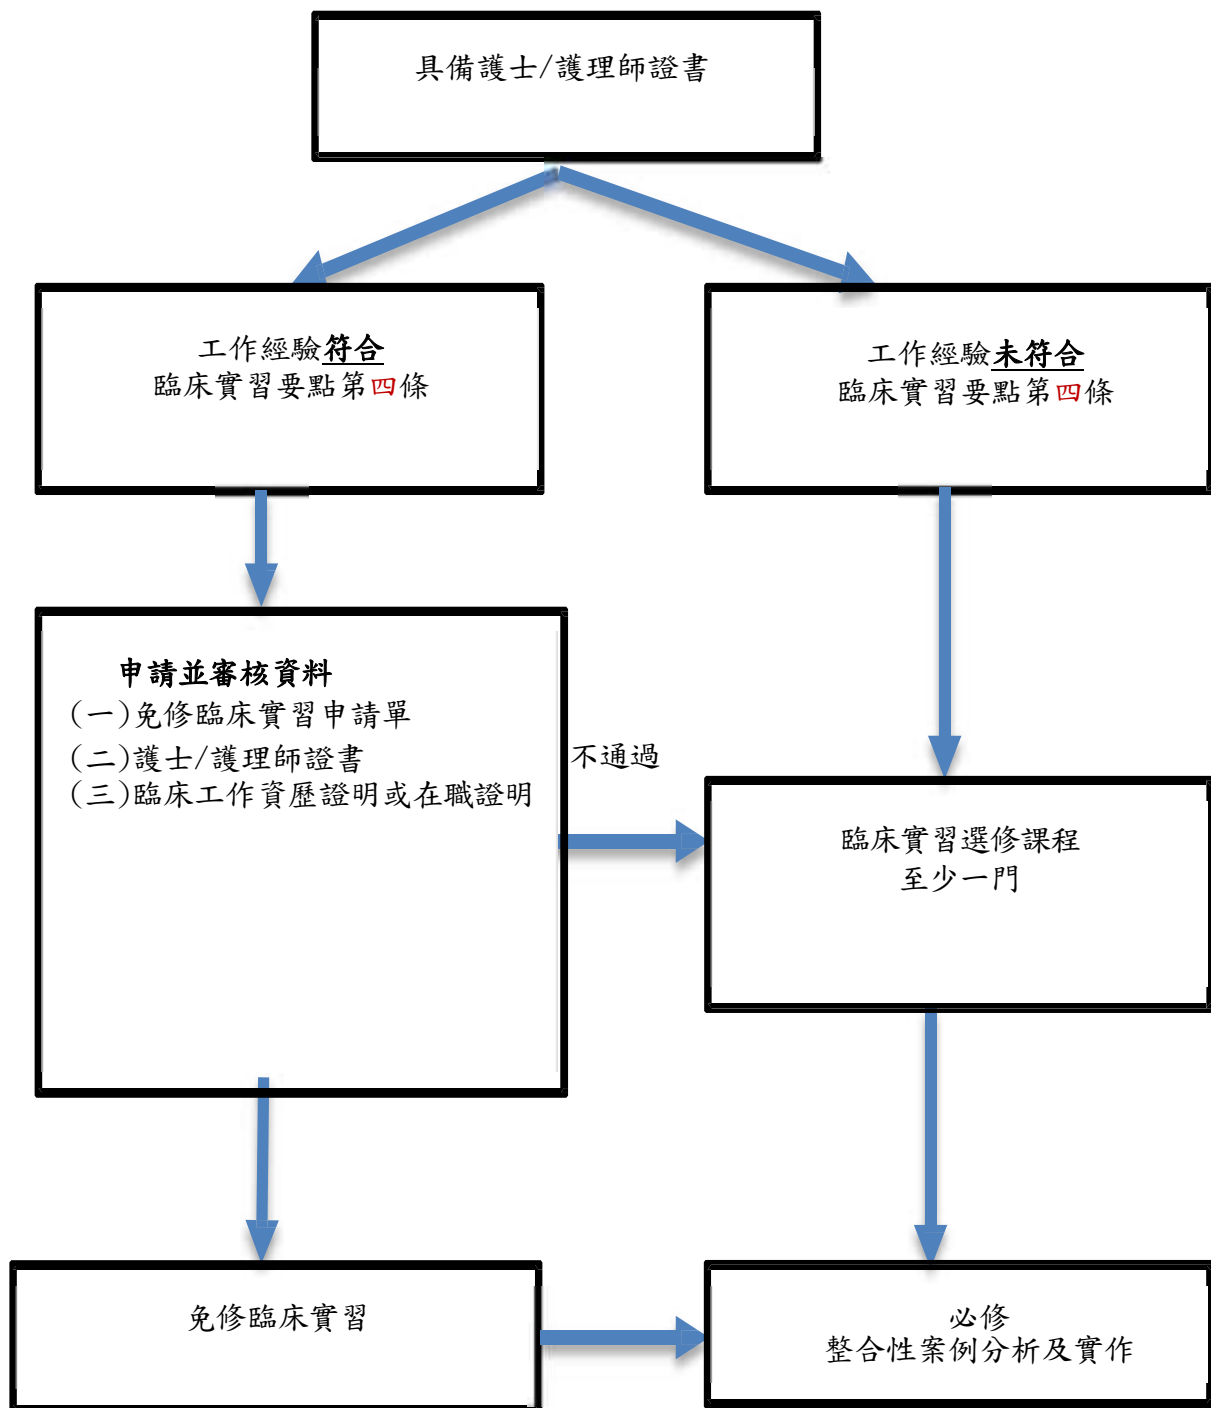 具備護士/護理師證書
工作經驗符合
臨床實習要點第四條
工作經驗未符合
臨床實習要點第四條
申請並審核資料
(一)免修臨床實習申請單
(二)護士/護理師證書
(三)臨床工作資歷證明或在職證明
不通過
臨床實習選修課程
至少一門
免修臨床實習
必修
整合性案例分析及實作